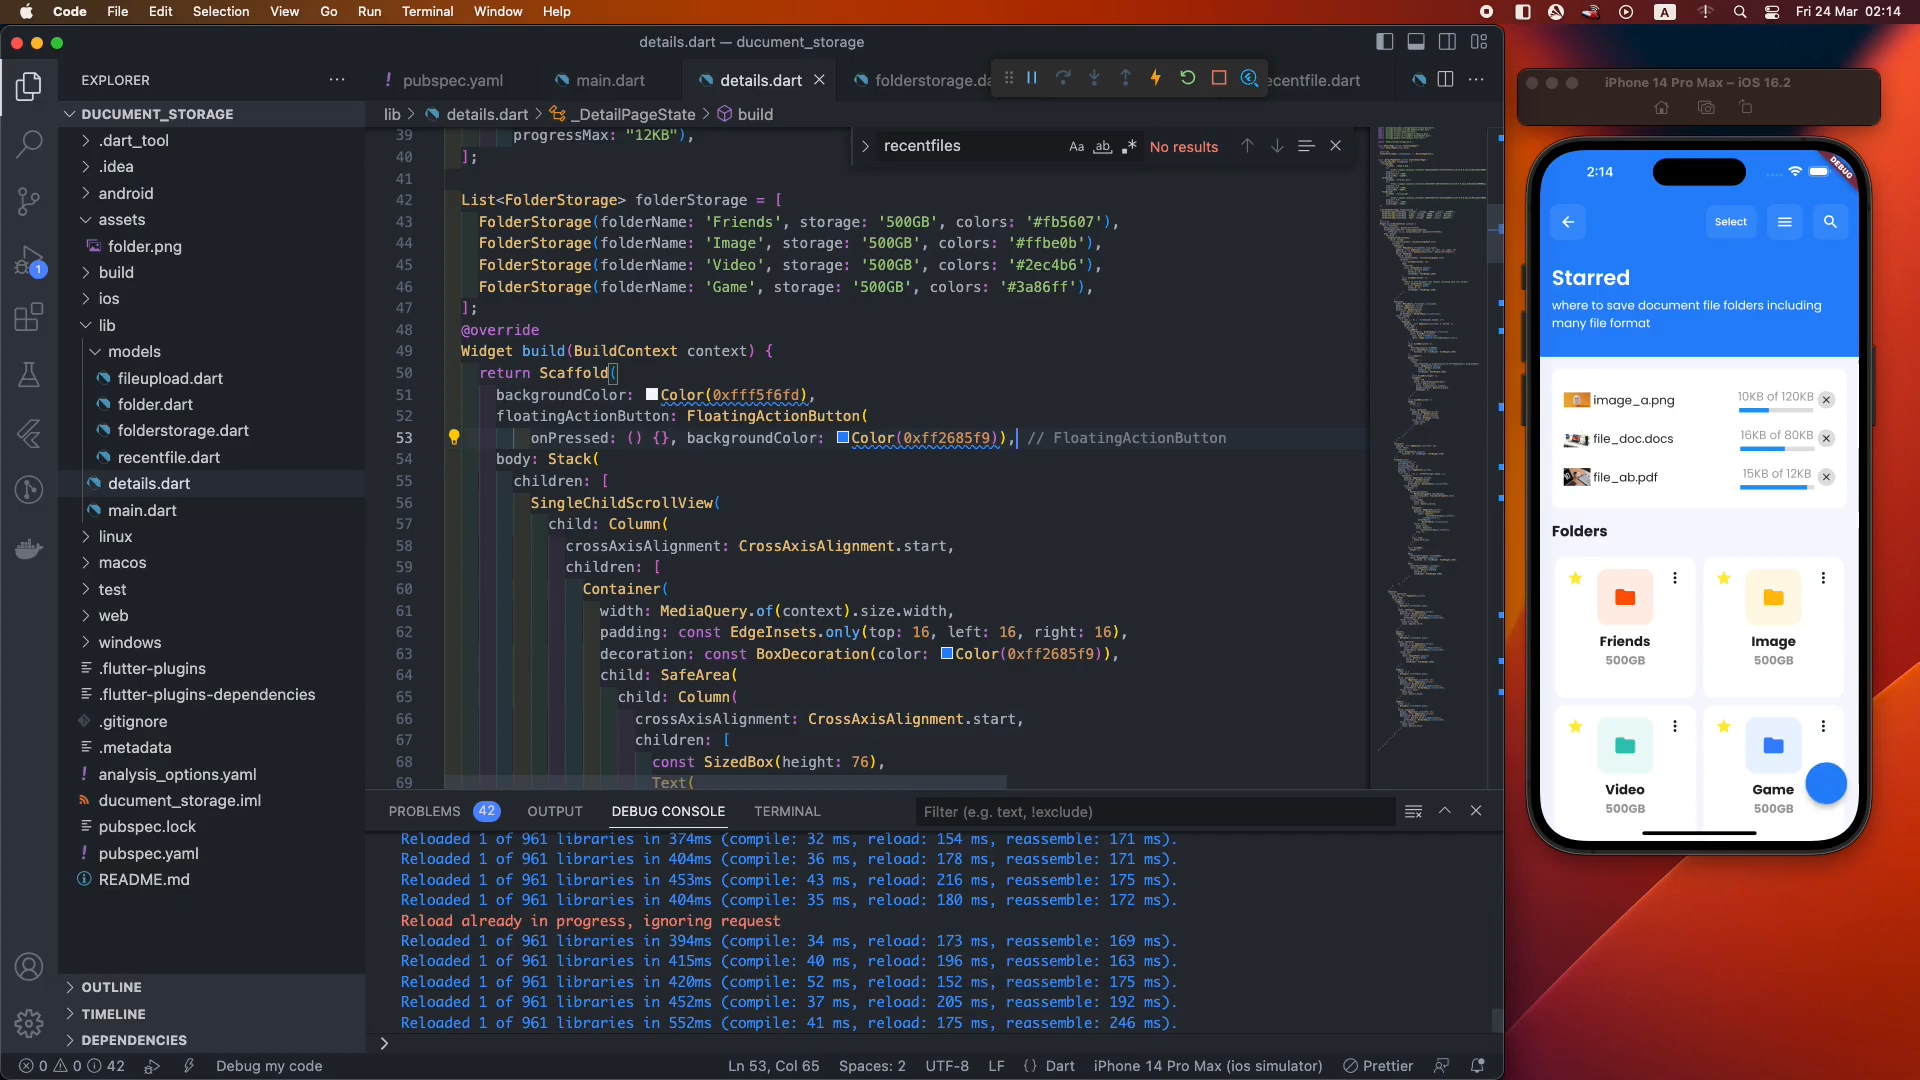 Code File Edit Selection View Go Run Terminal Window Help
A
Fri 24 Mar 02:14
details.dart — ducument_storage
EXPLORER
DUCUMENT_STORAGE
.dart_tool
.idea
android
assets
folder.png
build
ios
lib
models
fileupload.dart
folder.dart
folderstorage.dart
recentfile.dart
details.dart
main.dart
linux
macos
test
web
windows
.flutter-plugins
.flutter-plugins-dependencies
.gitignore
.metadata
analysis_options.yaml
ducument_storage.iml
pubspec.lock
pubspec.yaml
README.md
OUTLINE
TIMELINE
DEPENDENCIES
1
pubspec.yaml main.dart details.dart folderstorage.da ecentfile.dart
lib > details.dart > _DetailPageState > build
recentfiles Aa ab No results
39 progressMax: "12KB"),
40 ];
41
42 List<FolderStorage> folderStorage = [
43 FolderStorage(folderName: 'Friends', storage: '500GB', colors: '#fb5607'),
44 FolderStorage(folderName: 'Image', storage: '500GB', colors: '#ffbe0b'),
45 FolderStorage(folderName: 'Video', storage: '500GB', colors: '#2ec4b6'),
46 FolderStorage(folderName: 'Game', storage: '500GB', colors: '#3a86ff'),
47 ];
48 @override
49 Widget build(BuildContext context) {
50 return Scaffold(
51 backgroundColor: Color(0xfff5f6fd),
52 floatingActionButton: FloatingActionButton(
53 onPressed: () {}, backgroundColor: Color(0xff2685f9)), // FloatingActionButton
54 body: Stack(
55 children: [
56 SingleChildScrollView(
57 child: Column(
58 crossAxisAlignment: CrossAxisAlignment.start,
59 children: [
60 Container(
61 width: MediaQuery.of(context).size.width,
62 padding: const EdgeInsets.only(top: 16, left: 16, right: 16),
63 decoration: const BoxDecoration(color: Color(0xff2685f9)),
64 child: SafeArea(
65 child: Column(
66 crossAxisAlignment: CrossAxisAlignment.start,
67 children: [
68 const SizedBox(height: 76),
69 Text(
PROBLEMS 42 OUTPUT DEBUG CONSOLE TERMINAL Filter (e.g. text, !exclude)
Reloaded 1 of 961 libraries in 374ms (compile: 32 ms, reload: 154 ms, reassemble: 171 ms).
Reloaded 1 of 961 libraries in 404ms (compile: 36 ms, reload: 178 ms, reassemble: 171 ms).
Reloaded 1 of 961 libraries in 453ms (compile: 43 ms, reload: 216 ms, reassemble: 175 ms).
Reloaded 1 of 961 libraries in 404ms (compile: 35 ms, reload: 180 ms, reassemble: 172 ms).
Reload already in progress, ignoring request
Reloaded 1 of 961 libraries in 394ms (compile: 34 ms, reload: 173 ms, reassemble: 169 ms).
Reloaded 1 of 961 libraries in 415ms (compile: 40 ms, reload: 196 ms, reassemble: 163 ms).
Reloaded 1 of 961 libraries in 420ms (compile: 52 ms, reload: 152 ms, reassemble: 175 ms).
Reloaded 1 of 961 libraries in 452ms (compile: 37 ms, reload: 205 ms, reassemble: 192 ms).
Reloaded 1 of 961 libraries in 552ms (compile: 41 ms, reload: 175 ms, reassemble: 246 ms).
0 0 42 Debug my code Ln 53, Col 65 Spaces: 2 UTF-8 LF {} Dart iPhone 14 Pro Max (ios simulator) Prettier
iPhone 14 Pro Max – iOS 16.2
2:14
DEBUG
Select
Starred
where to save document file folders including
many file format
image_a.png 10KB of 120KB
file_doc.docs 16KB of 80KB
file_ab.pdf 15KB of 12KB
Folders
Friends Image
500GB 500GB
Video Game
500GB 500GB